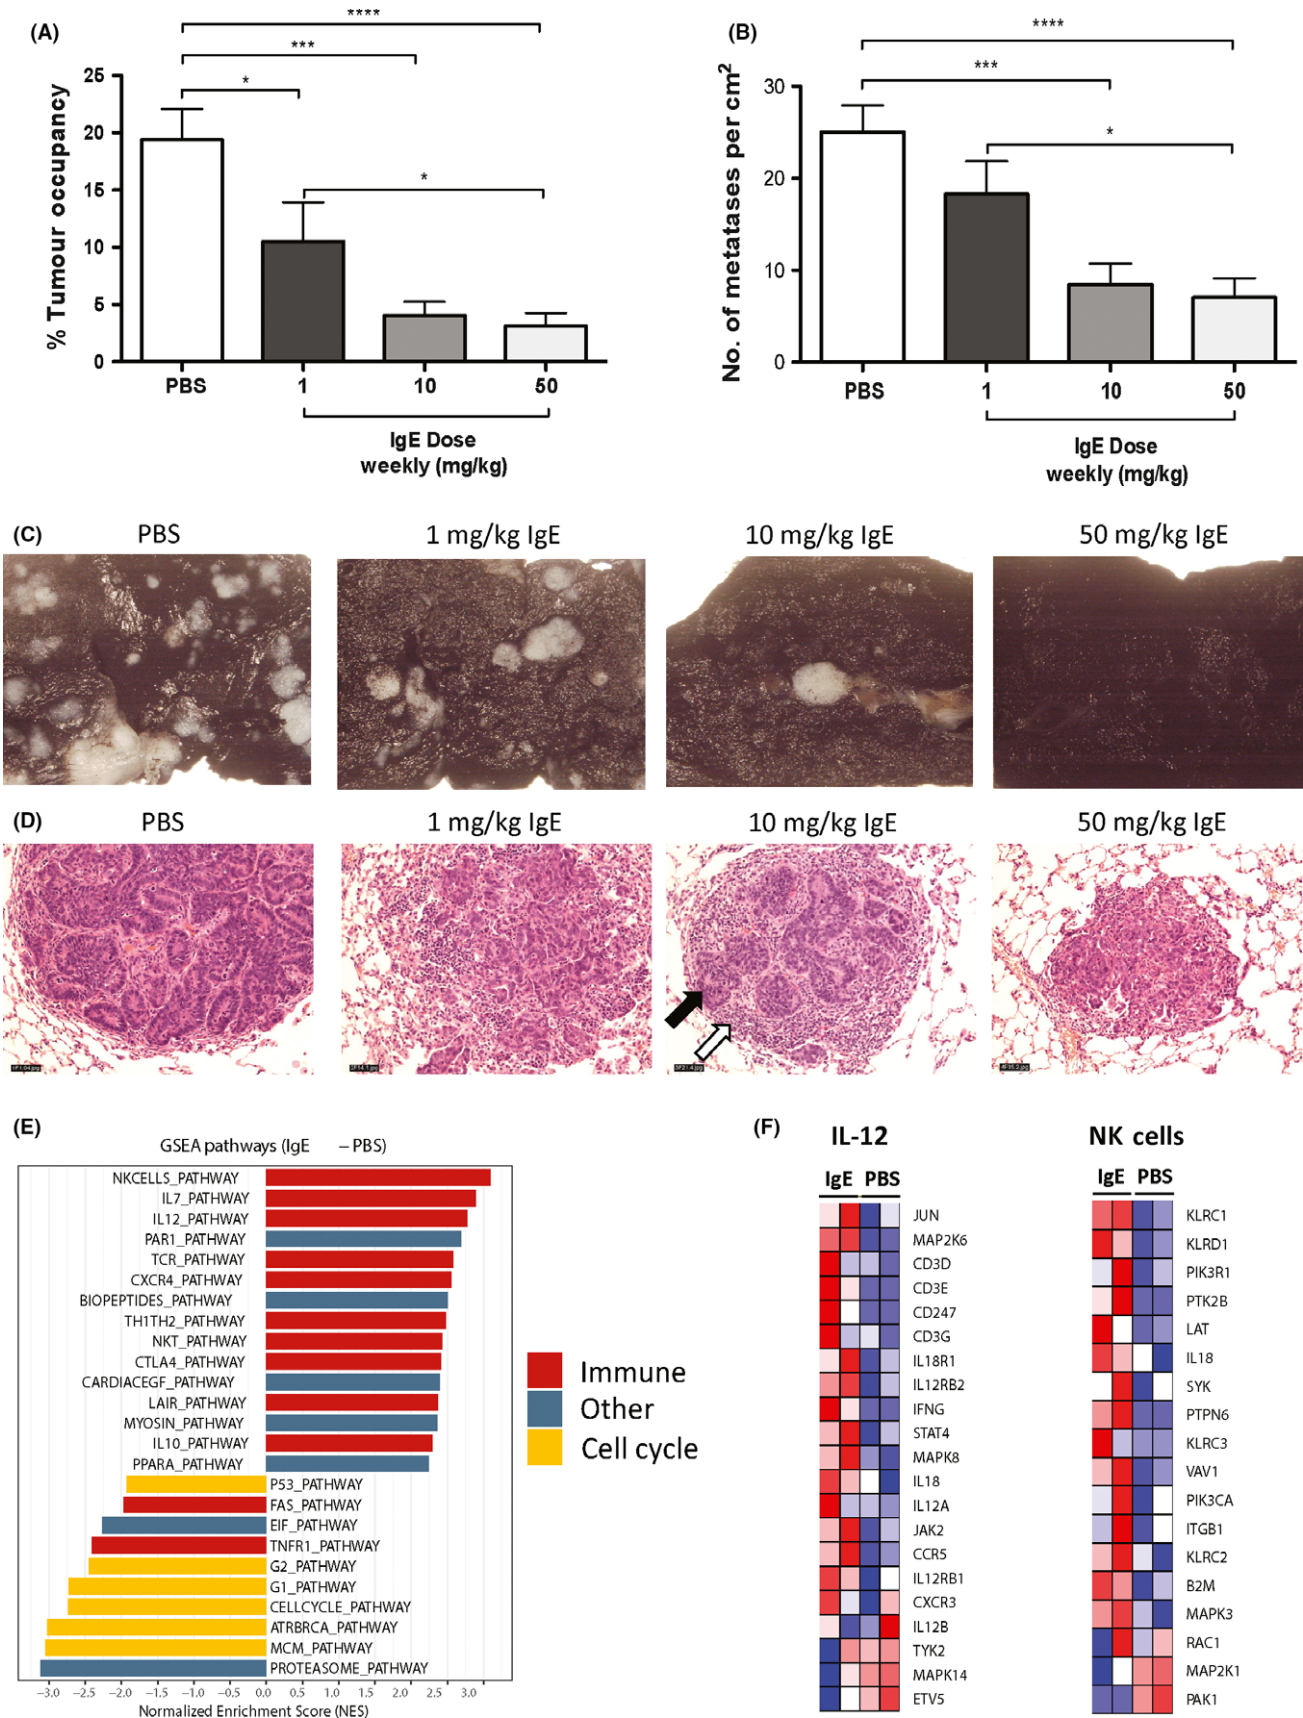 (A)
****
***
*
*
% Tumour occupancy
25
20
15
10
5
0
PBS
1
10
50
IgE Dose
weekly (mg/kg)
(B)
****
***
*
No. of metatases per cm2
30
20
10
0
PBS
1
10
50
IgE Dose
weekly (mg/kg)
(C)
PBS
1 mg/kg IgE
10 mg/kg IgE
50 mg/kg IgE
(D)
PBS
1 mg/kg IgE
10 mg/kg IgE
50 mg/kg IgE
(E)
GSEA pathways (IgE – PBS)
NKCELLS_PATHWAY
IL7_PATHWAY
IL12_PATHWAY
PAR1_PATHWAY
TCR_PATHWAY
CXCR4_PATHWAY
BIOPEPTIDES_PATHWAY
TH1TH2_PATHWAY
NKT_PATHWAY
CTLA4_PATHWAY
CARDIACEGF_PATHWAY
LAIR_PATHWAY
MYOSIN_PATHWAY
IL10_PATHWAY
PPARA_PATHWAY
P53_PATHWAY
FAS_PATHWAY
EIF_PATHWAY
TNFR1_PATHWAY
G2_PATHWAY
G1_PATHWAY
CELLCYCLE_PATHWAY
ATRBRCA_PATHWAY
MCM_PATHWAY
PROTEASOME_PATHWAY
−3.0 −2.5 −2.0 −1.5 −1.0 −0.5 0.0 0.5 1.0 1.5 2.0 2.5 3.0
Normalized Enrichment Score (NES)
Immune
Other
Cell cycle
(F)
IL-12
IgE PBS
JUN
MAP2K6
CD3D
CD3E
CD247
CD3G
IL18R1
IL12RB2
IFNG
STAT4
MAPK8
IL18
IL12A
JAK2
CCR5
IL12RB1
CXCR3
IL12B
TYK2
MAPK14
ETV5
NK cells
IgE PBS
KLRC1
KLRD1
PIK3R1
PTK2B
LAT
IL18
SYK
PTPN6
KLRC3
VAV1
PIK3CA
ITGB1
KLRC2
B2M
MAPK3
RAC1
MAP2K1
PAK1